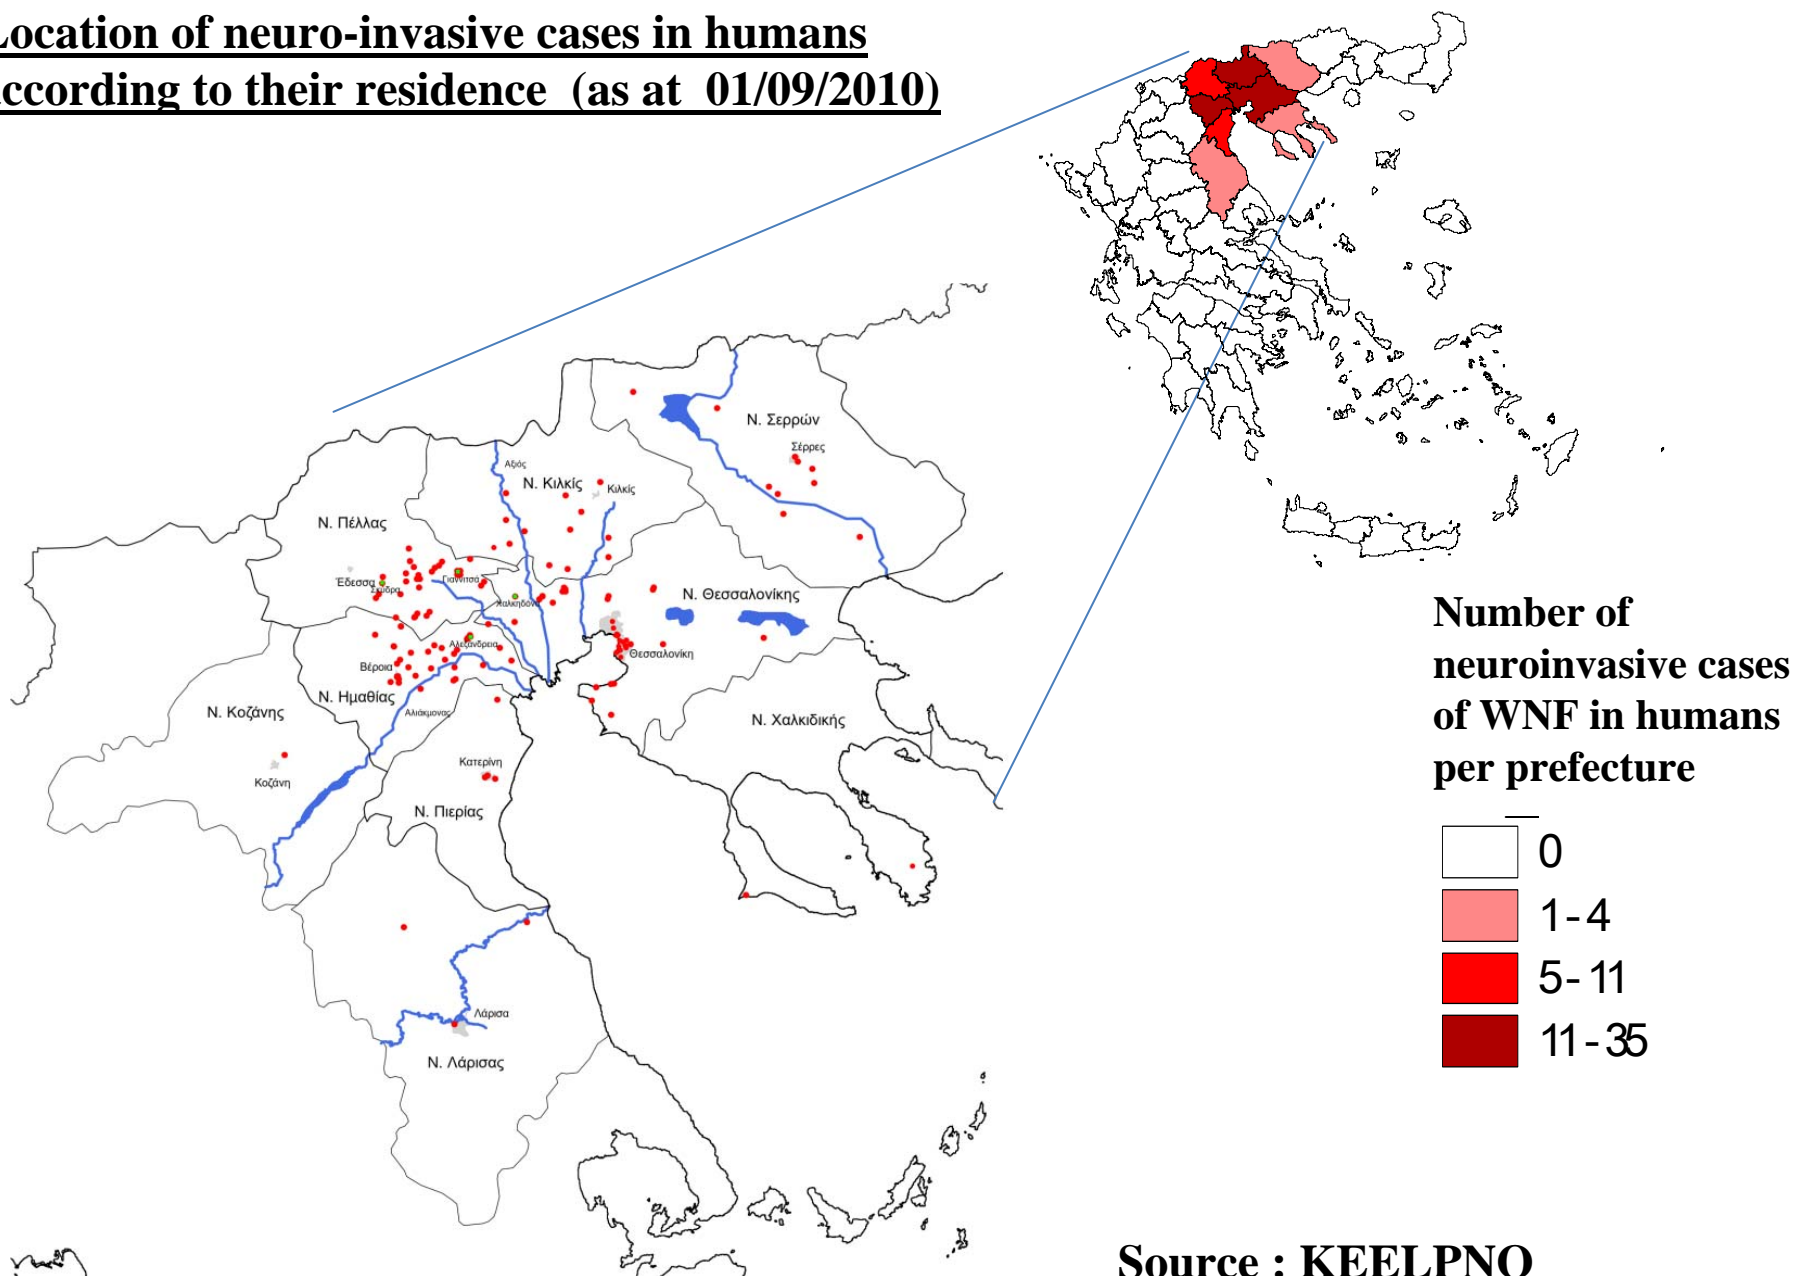 Location of neuro-invasive cases in humans
according to their residence (as at 01/09/2010)
Ν. Σερρών
Σέρρες
Αξιός
Ν. Κιλκίς
Κιλκίς
Ν. Πέλλας
Έδεσσα
Σκύδρα
Γιαννιτσά
Χαλκηδόνα
Ν. Θεσσαλονίκης
Αλεξάνδρεια
Θεσσαλονίκη
Βέροια
Ν. Ημαθίας
Αλιάκμονας
Ν. Κοζάνης
Ν. Χαλκιδικής
Κοζάνη
Κατερίνη
Ν. Πιερίας
Λάρισα
Ν. Λάρισας
Number of
neuroinvasive cases
of WNF in humans
per prefecture
0
1-4
5-11
11-35
Source : KEELPNO